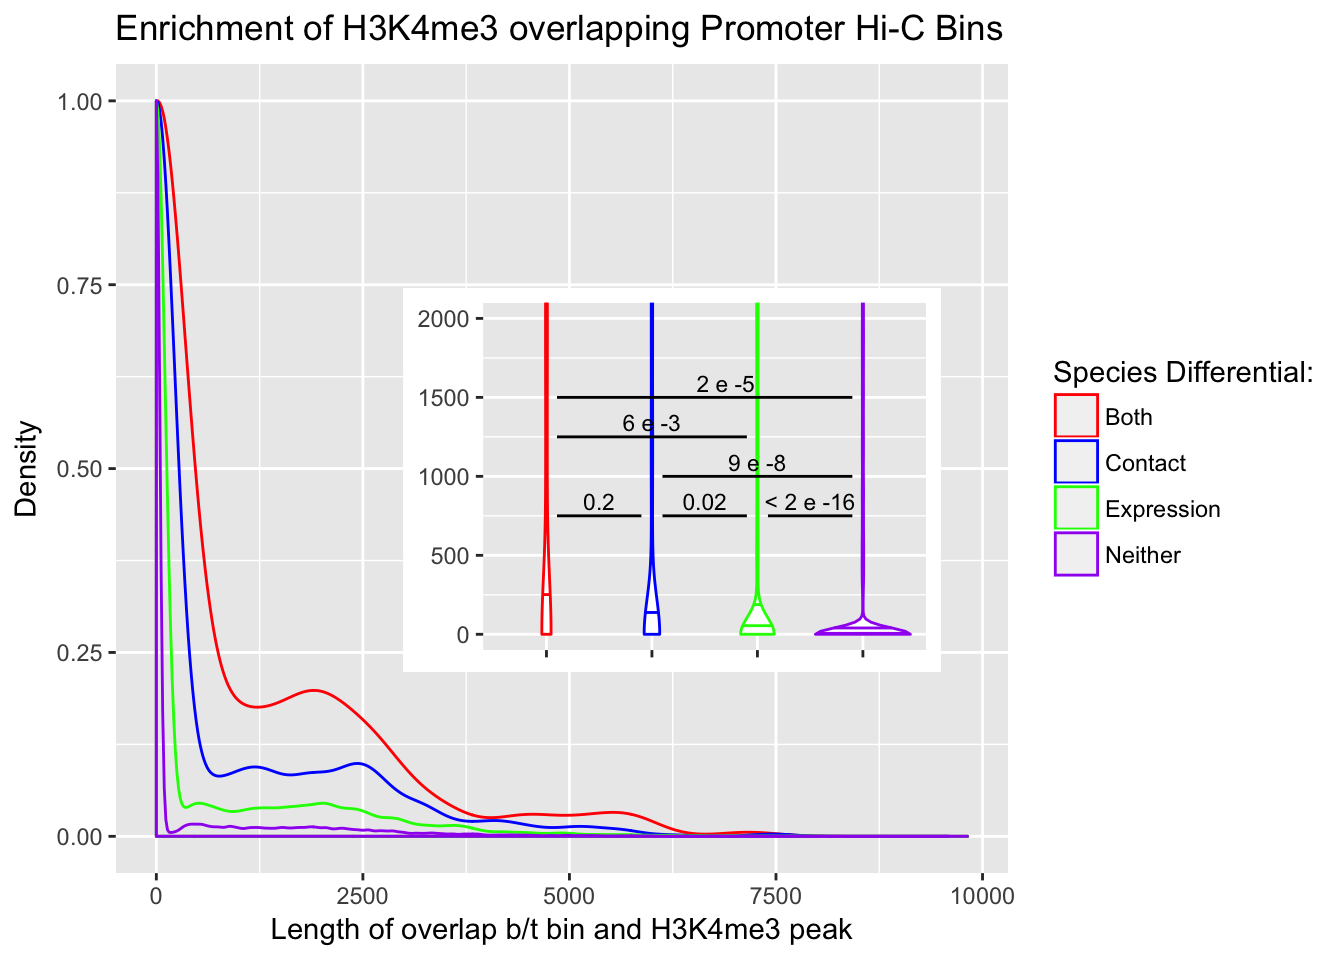 Enrichment of H3K4me3 overlapping Promoter Hi-C Bins
Density
1.00
0.75
0.50
0.25
0.00
0
2500
5000
7500
10000
Length of overlap b/t bin and H3K4me3 peak
2000
1500
1000
500
0
2 e -5
6 e -3
9 e -8
0.2
0.02
< 2 e -16
Species Differential:
Both
Contact
Expression
Neither